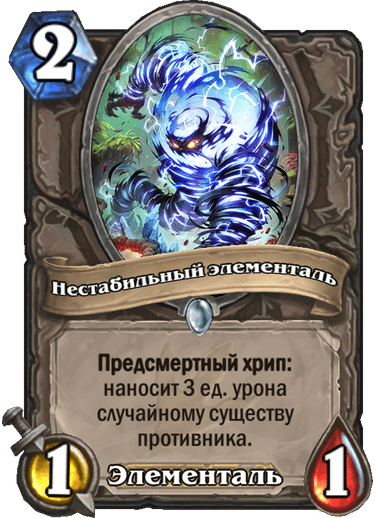 2
Нестабильный элементаль
Предсмертный хрип:
наносит 3 ед. урона
случайному существу
противника.
1
Элементаль
1